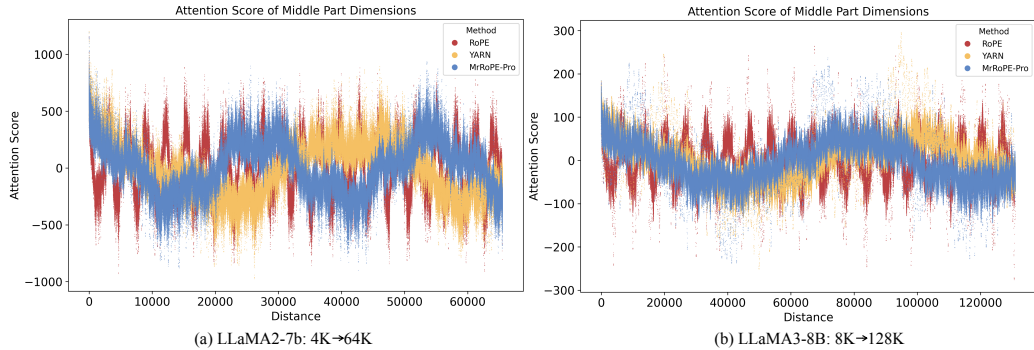 Attention Score of Middle Part Dimensions
Method
RoPE
YARN
MrRoPE-Pro
1000
500
0
−500
−1000
Attention Score
0 10000 20000 30000 40000 50000 60000
Distance
(a) LLaMA2-7b: 4K→64K
Attention Score of Middle Part Dimensions
Method
RoPE
YARN
MrRoPE-Pro
300
200
100
0
−100
−200
−300
Attention Score
0 20000 40000 60000 80000 100000 120000
Distance
(b) LLaMA3-8B: 8K→128K